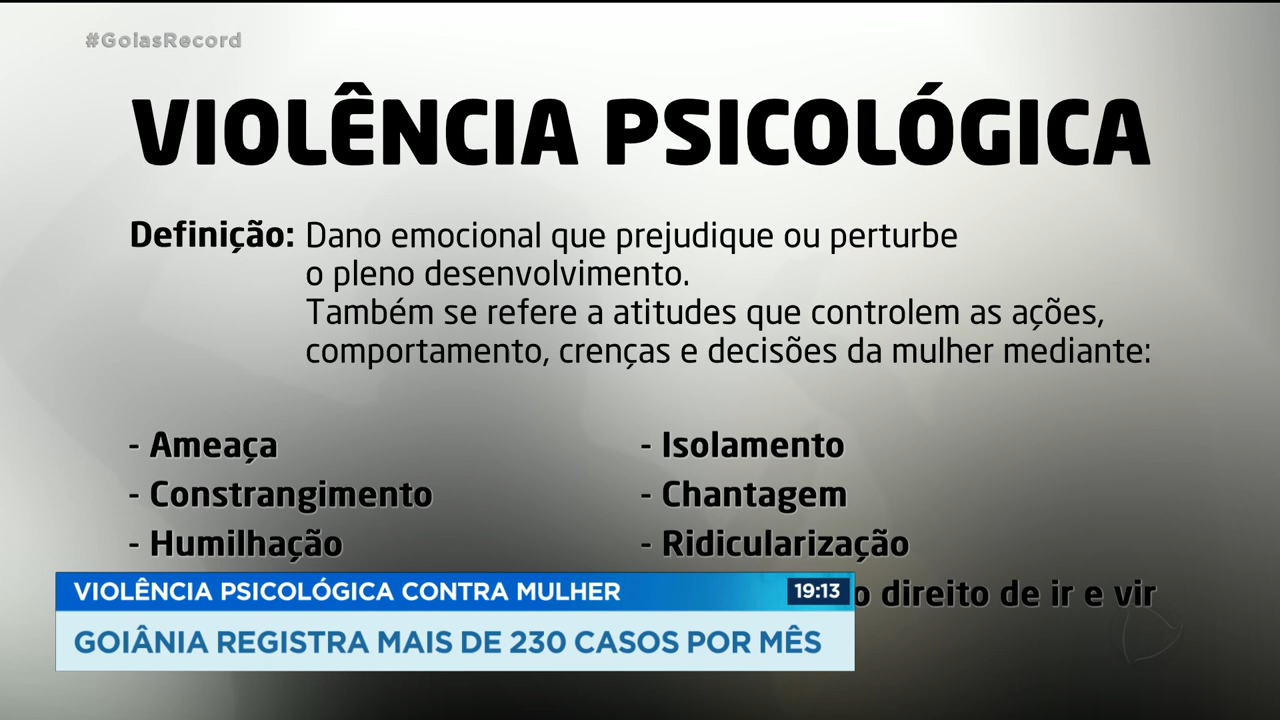 #GoiasRecord
VIOLÊNCIA PSICOLÓGICA
Definição: Dano emocional que prejudique ou perturbe
o pleno desenvolvimento.
Também se refere a atitudes que controlem as ações,
comportamento, crenças e decisões da mulher mediante:
- Ameaça
- Constrangimento
- Humilhação
- Isolamento
- Chantagem
- Ridicularização
o direito de ir e vir
VIOLÊNCIA PSICOLÓGICA CONTRA MULHER 19:13
GOIÂNIA REGISTRA MAIS DE 230 CASOS POR MÊS